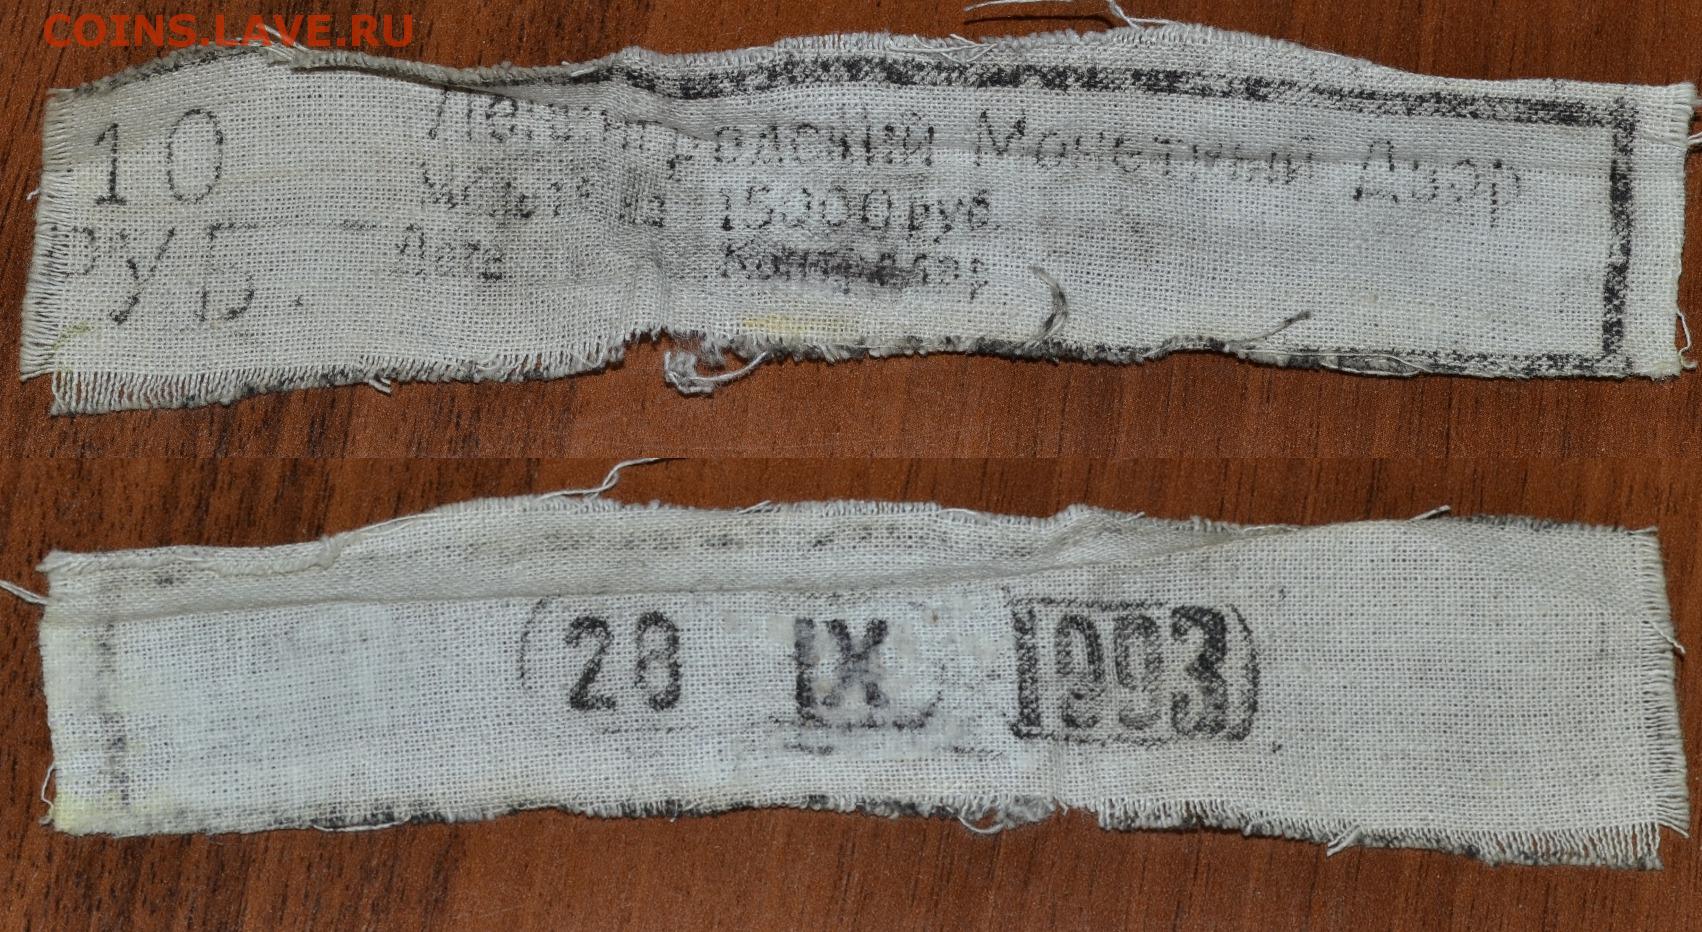 COINS.LAVE.RU
10
РУБ.
Ленинградский Монетный Двор
Монета на 15000 руб.
Дата Контролер
28 IX 1993